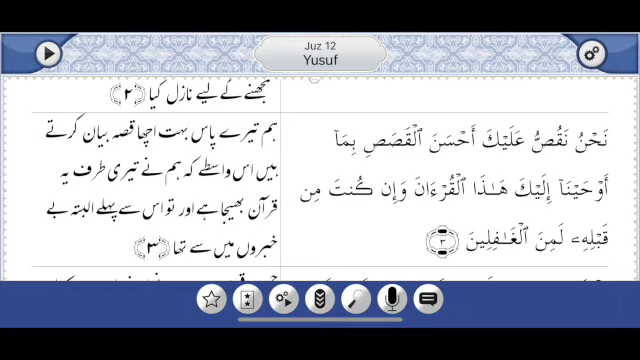 Juz 12
Yusuf
سمجھنے کے لیے نازل کیا ﴿۲﴾
نَحْنُ نَقُصُّ عَلَيْكَ أَحْسَنَ ٱلْقَصَصِ بِمَآ
أَوْحَيْنَآ إِلَيْكَ هَـٰذَا ٱلْقُرْءَانَ وَإِن كُنتَ مِن
قَبْلِهِۦ لَمِنَ ٱلْغَـٰفِلِينَ ٣
ہم تیرے پاس بہت اچھا قصہ بیان کرتے
ہیں اس واسطے کہ ہم نے تیری طرف یہ
قرآن بھیجا ہے اور تو اس سے پہلے البتہ بے
خبروں میں سے تھا ﴿۳﴾